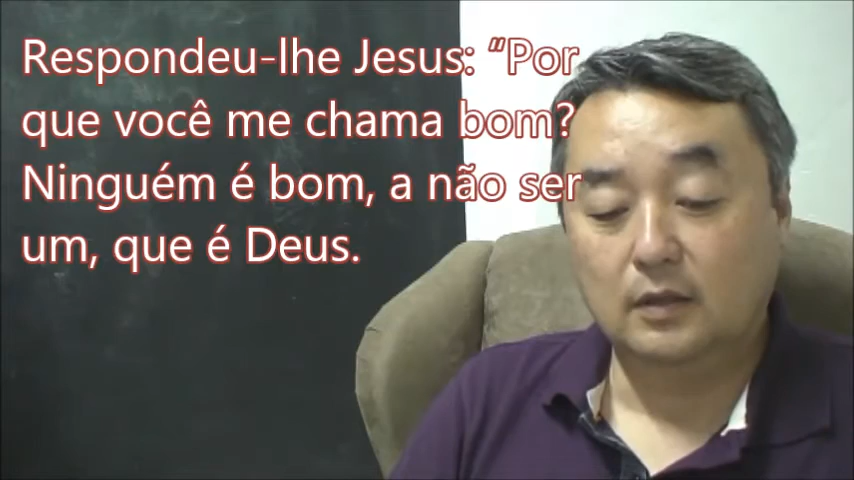 Respondeu-lhe Jesus: “Por
que você me chama bom?
Ninguém é bom, a não ser
um, que é Deus.